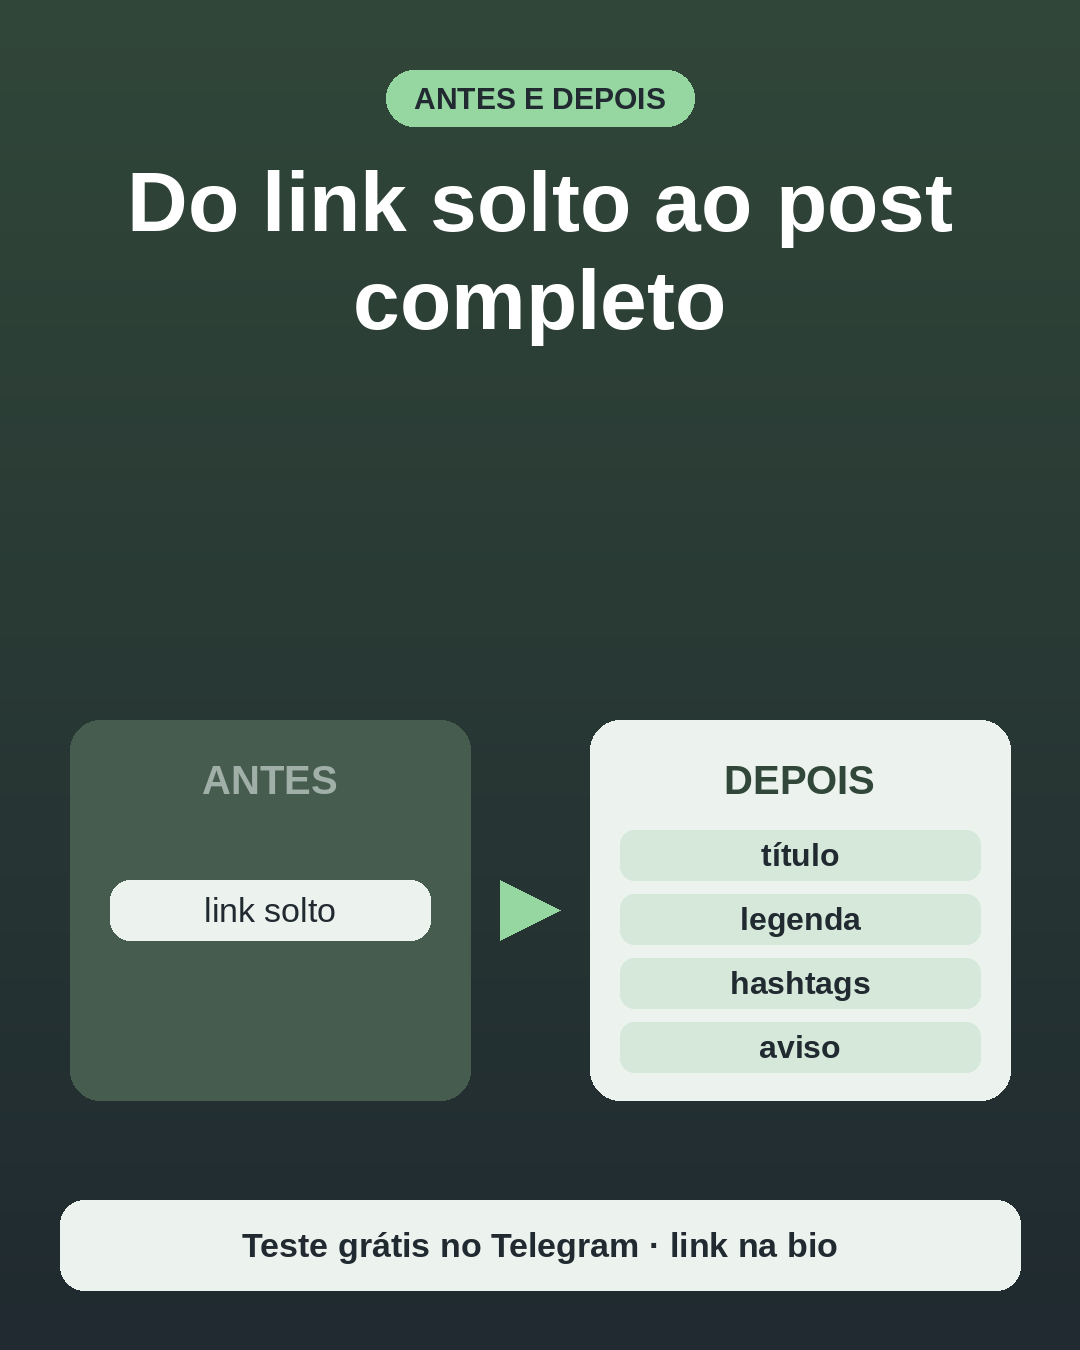 ANTES E DEPOIS
Do link solto ao post
completo
ANTES
link solto
DEPOIS
título
legenda
hashtags
aviso
Teste grátis no Telegram · link na bio